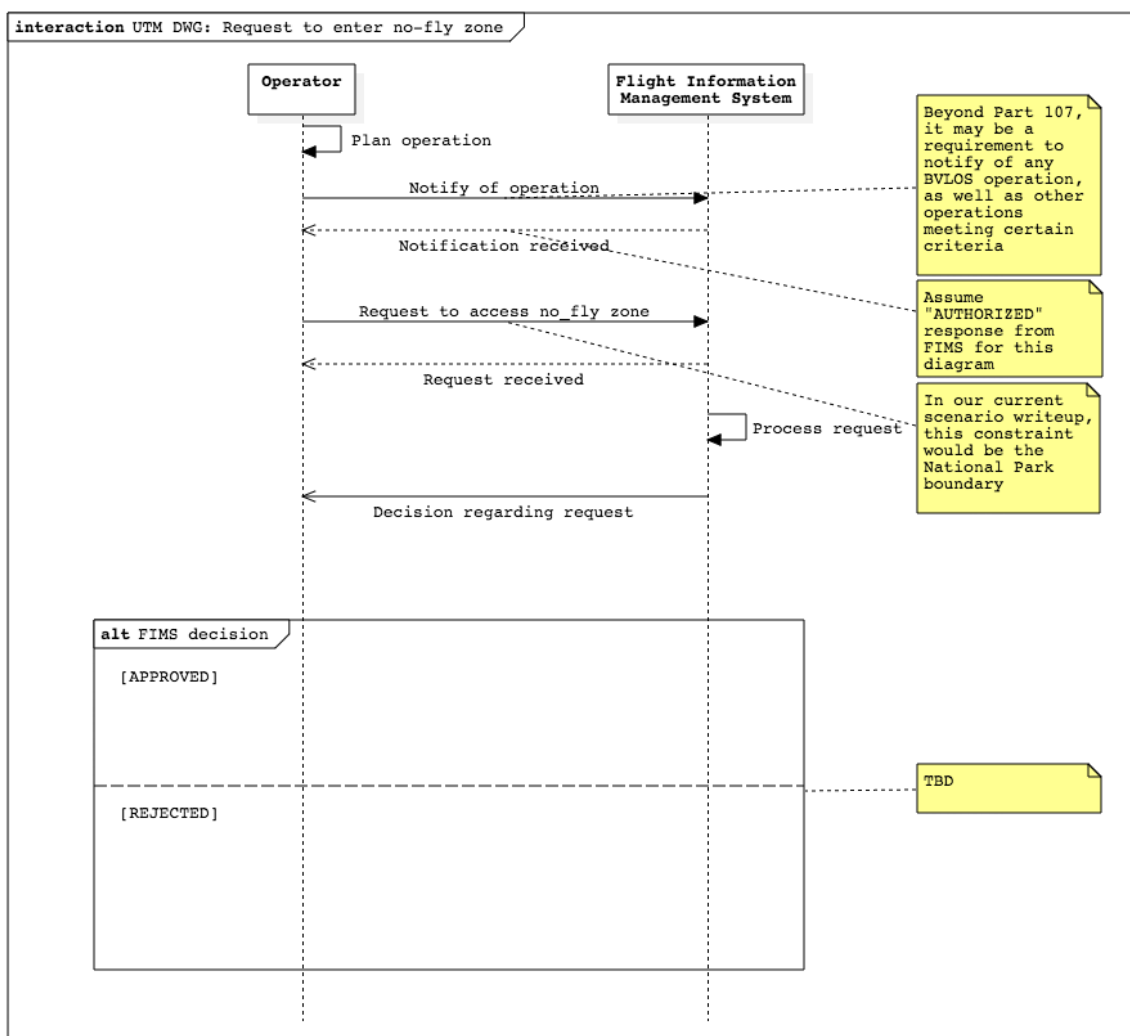 interaction UTM DWG: Request to enter no-fly zone
Operator
Flight Information
Management System
Plan operation
Notify of operation
Notification received
Request to access no_fly zone
Request received
Process request
Decision regarding request
Beyond Part 107,
it may be a
requirement to
notify of any
BVLOS operation,
as well as other
operations
meeting certain
criteria
Assume
"AUTHORIZED"
response from
FIMS for this
diagram
In our current
scenario writeup,
this constraint
would be the
National Park
boundary
alt FIMS decision
[APPROVED]
TBD
[REJECTED]